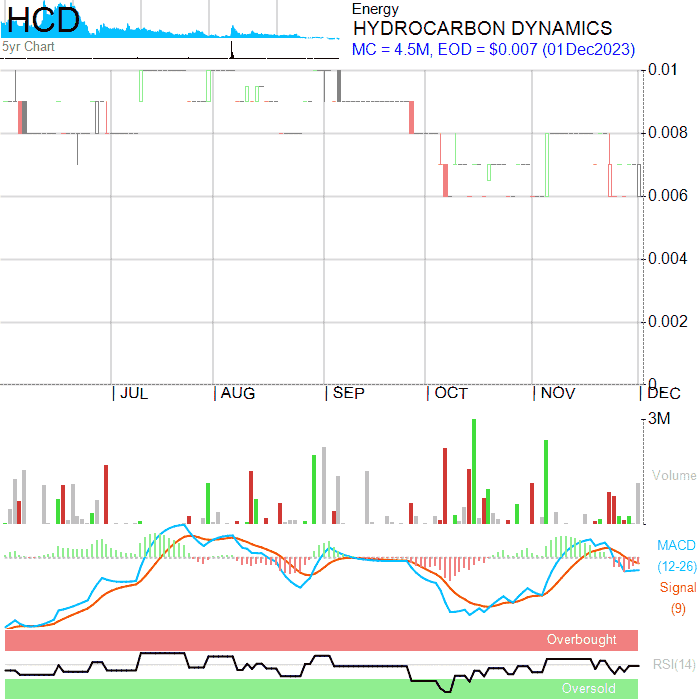 HCD
5yr Chart
Energy
HYDROCARBON DYNAMICS
MC = 4.5M, EOD = $0.007 (01Dec2023)
0.01
0.008
0.006
0.004
0.002
0
JUL AUG SEP OCT NOV DEC
3M
Volume
MACD
(12-26)
Signal
(9)
Overbought
RSI(14)
Oversold